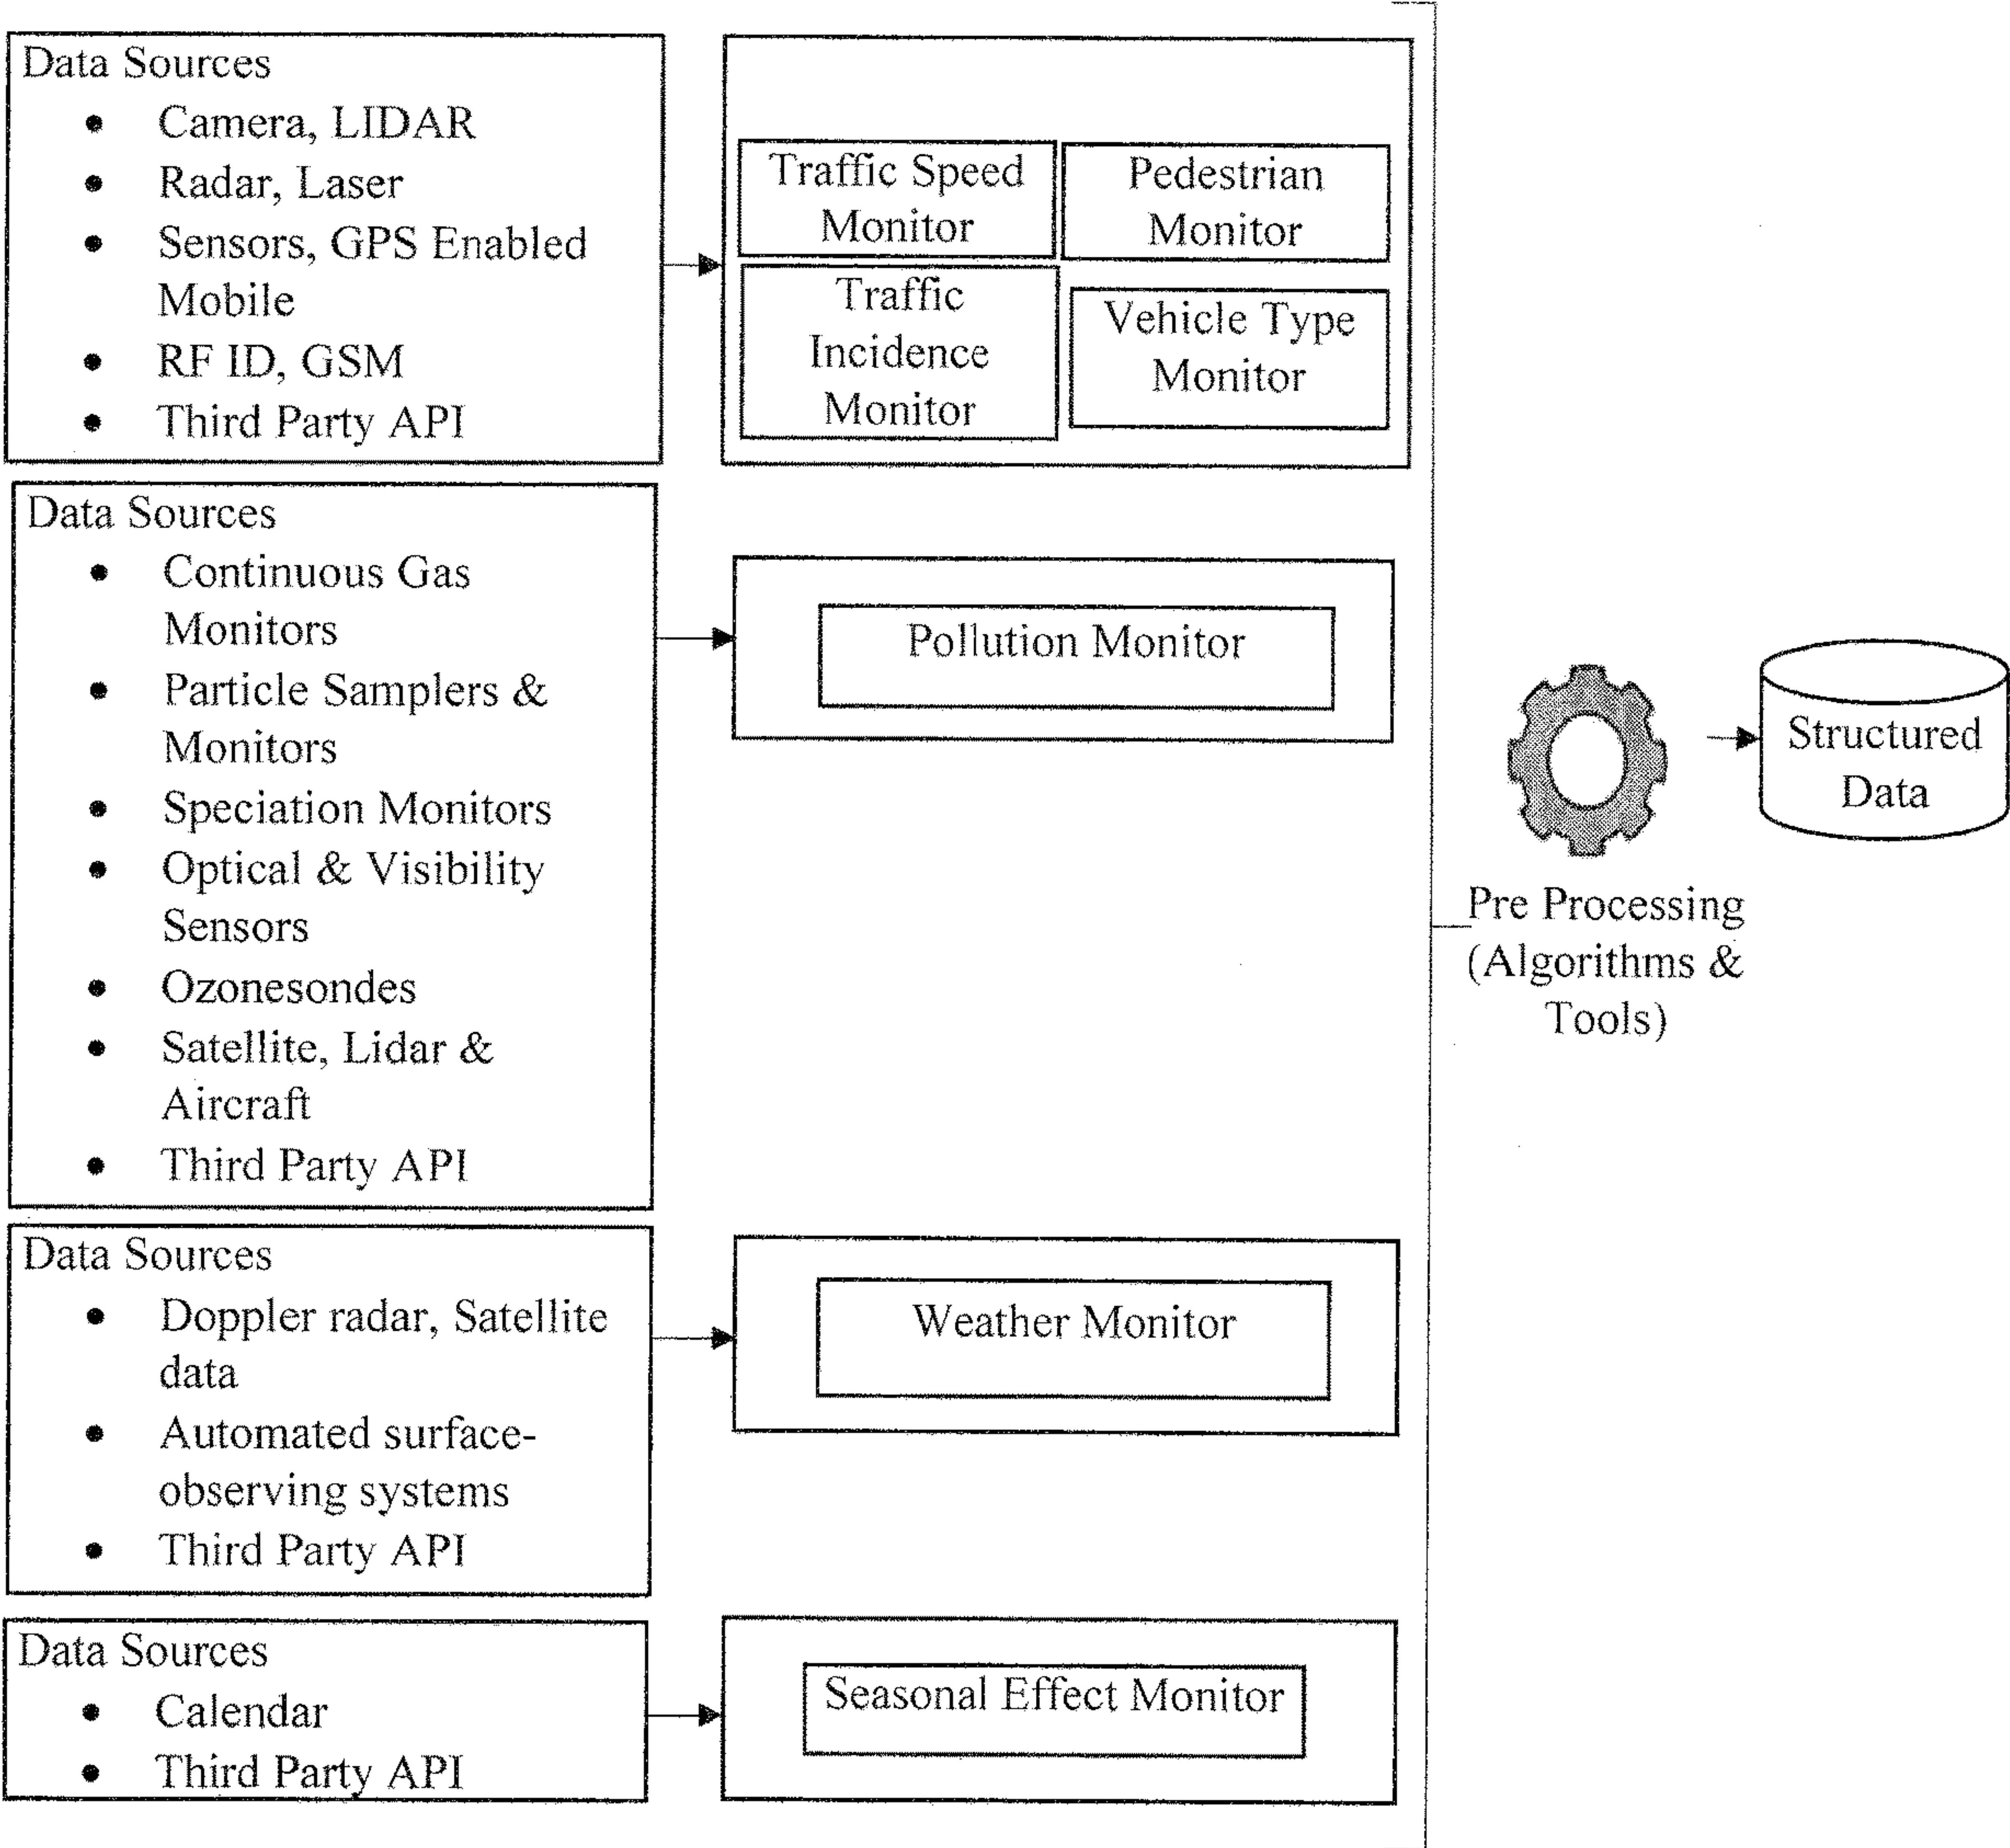 Data Sources
• Camera, LIDAR
• Radar, Laser
• Sensors, GPS Enabled
Mobile
• RF ID, GSM
• Third Party API
Traffic Speed
Monitor
Pedestrian
Monitor
Traffic
Incidence
Monitor
Vehicle Type
Monitor
Data Sources
• Continuous Gas
Monitors
• Particle Samplers &
Monitors
• Speciation Monitors
• Optical & Visibility
Sensors
• Ozonesondes
• Satellite, Lidar &
Aircraft
• Third Party API
Pollution Monitor
Data Sources
• Doppler radar, Satellite
data
• Automated surface-
observing systems
• Third Party API
Weather Monitor
Data Sources
• Calendar
• Third Party API
Seasonal Effect Monitor
Pre Processing
(Algorithms &
Tools)
Structured
Data